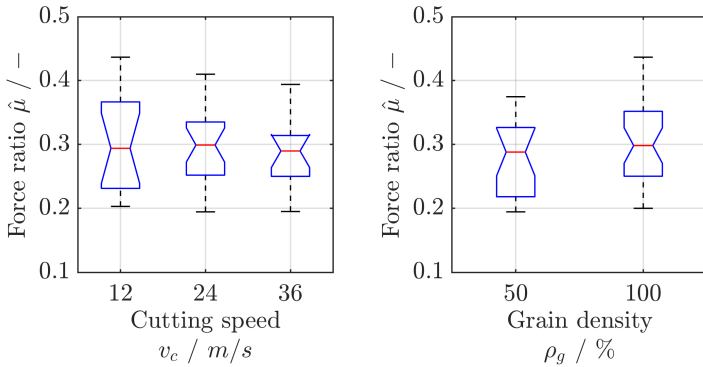 Force ratio μ̂ / −
0.5
0.4
0.3
0.2
0.1
12 24 36
Cutting speed
v_c / m/s
Force ratio μ̂ / −
0.5
0.4
0.3
0.2
0.1
50 100
Grain density
ρ_g / %